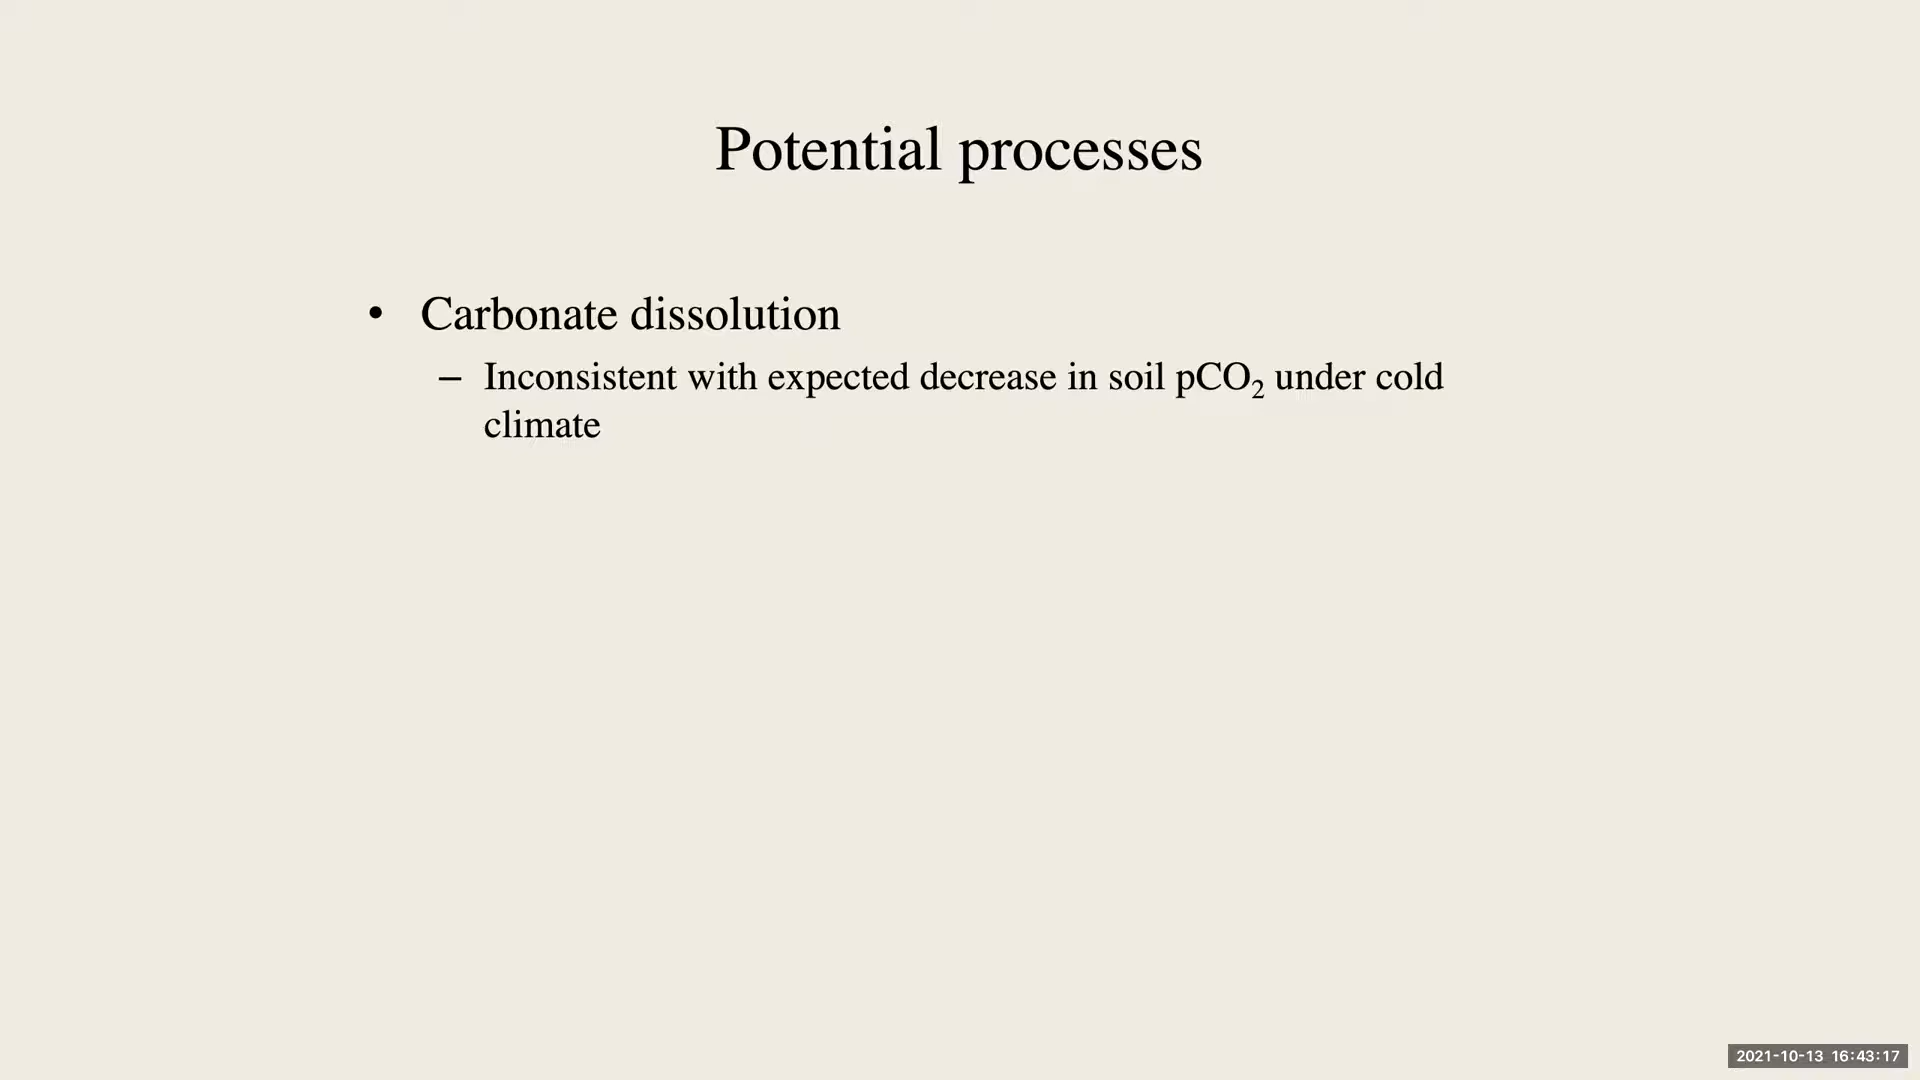 Potential processes
• Carbonate dissolution
– Inconsistent with expected decrease in soil pCO₂ under cold
climate
2021-10-13 16:43:17